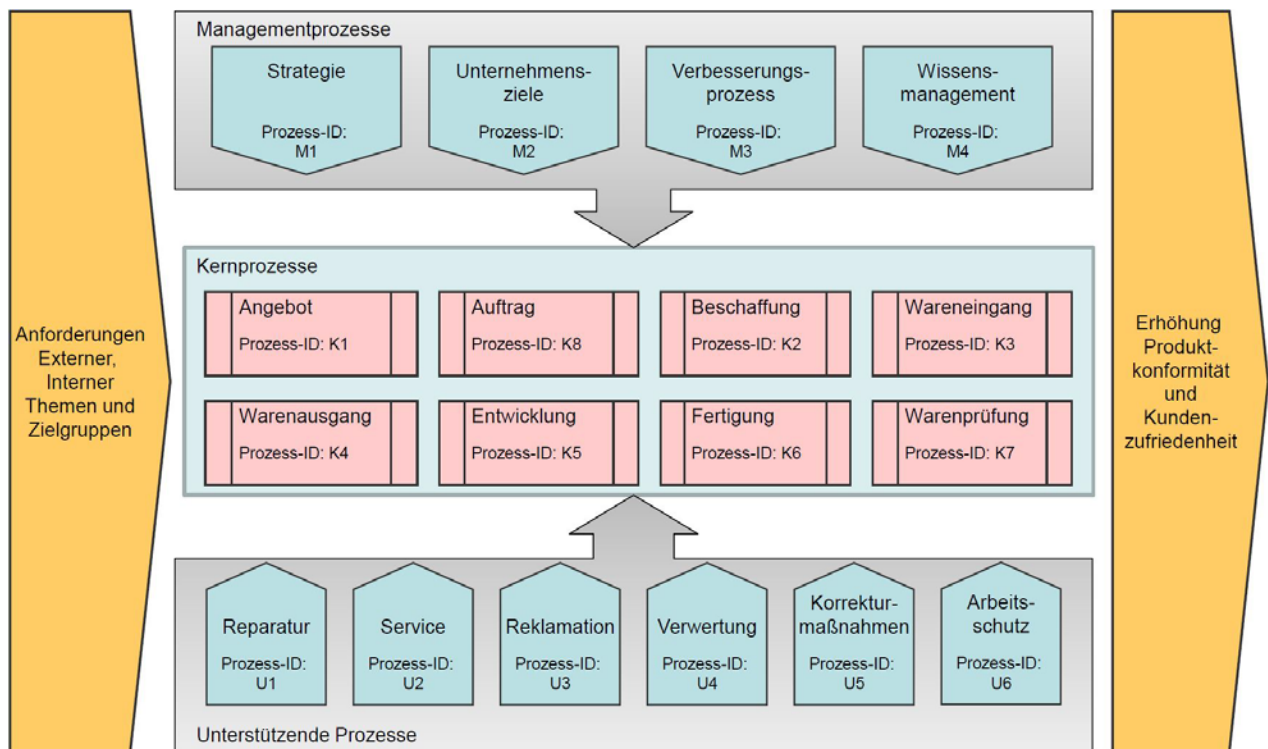 Managementprozesse
Strategie
Prozess-ID:
M1
Unternehmens-
ziele
Prozess-ID:
M2
Verbesserungs-
prozess
Prozess-ID:
M3
Wissens-
management
Prozess-ID:
M4
Anforderungen
Externer,
Interner
Themen und
Zielgruppen
Kernprozesse
Angebot
Prozess-ID: K1
Auftrag
Prozess-ID: K8
Beschaffung
Prozess-ID: K2
Wareneingang
Prozess-ID: K3
Warenausgang
Prozess-ID: K4
Entwicklung
Prozess-ID: K5
Fertigung
Prozess-ID: K6
Warenprüfung
Prozess-ID: K7
Erhöhung
Produkt-
konformität
und
Kunden-
zufriedenheit
Reparatur
Prozess-ID:
U1
Service
Prozess-ID:
U2
Reklamation
Prozess-ID:
U3
Verwertung
Prozess-ID:
U4
Korrektur-
maßnahmen
Prozess-ID:
U5
Arbeits-
schutz
Prozess-ID:
U6
Unterstützende Prozesse